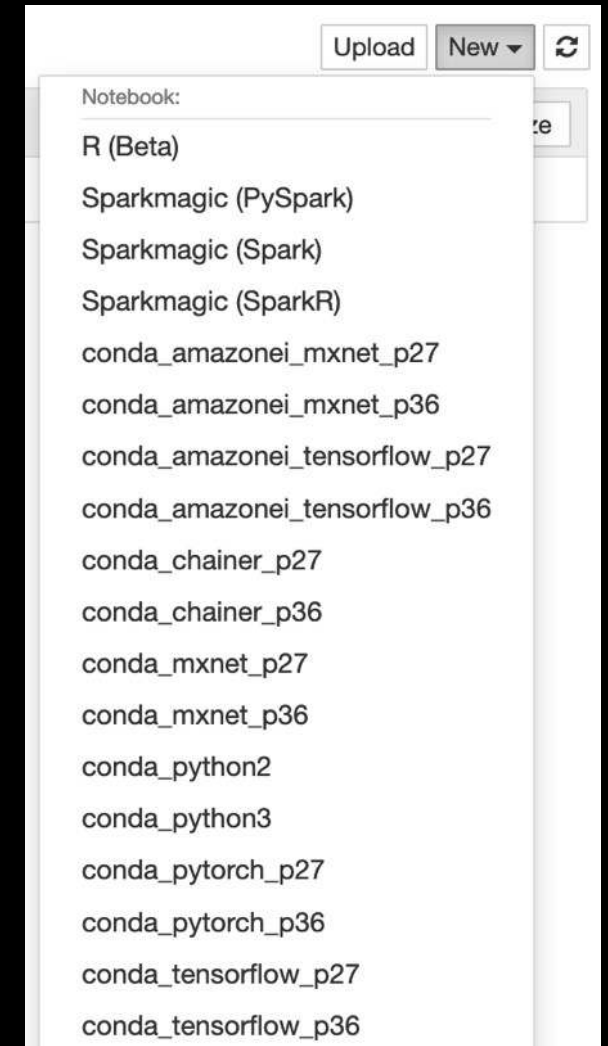 Upload New
Notebook:
ze
R (Beta)
Sparkmagic (PySpark)
Sparkmagic (Spark)
Sparkmagic (SparkR)
conda_amazonei_mxnet_p27
conda_amazonei_mxnet_p36
conda_amazonei_tensorflow_p27
conda_amazonei_tensorflow_p36
conda_chainer_p27
conda_chainer_p36
conda_mxnet_p27
conda_mxnet_p36
conda_python2
conda_python3
conda_pytorch_p27
conda_pytorch_p36
conda_tensorflow_p27
conda_tensorflow_p36